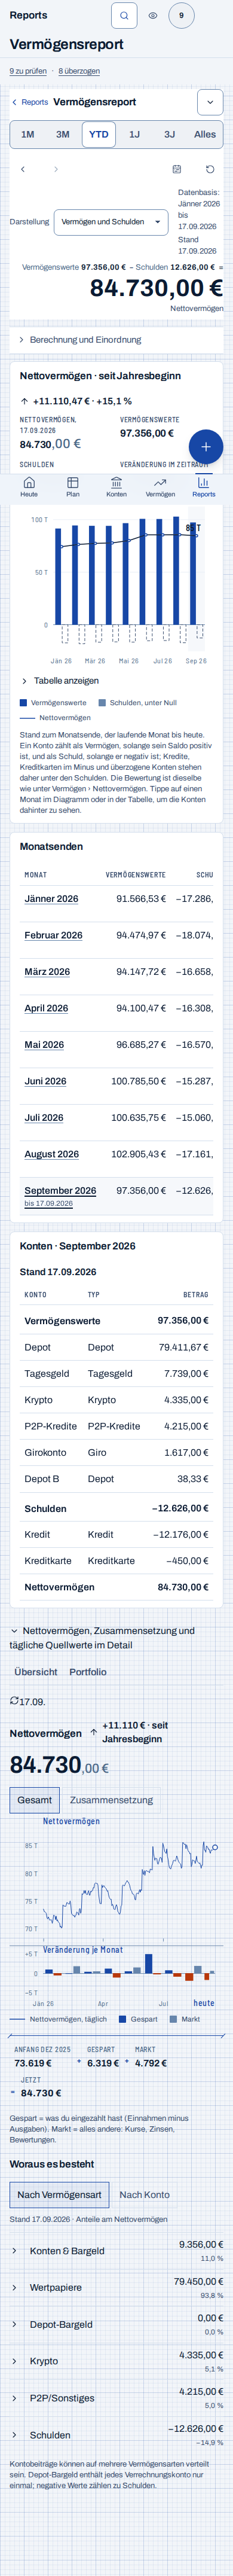 Reports
9
Vermögensreport
9 zu prüfen · 8 überzogen
Reports Vermögensreport
1M 3M YTD 1J 3J Alles
Datenbasis:
Jänner 2026
bis
17.09.2026
Stand
17.09.2026
Darstellung Vermögen und Schulden
Vermögenswerte 97.356,00 € − Schulden 12.626,00 € =
84.730,00 €
Nettovermögen
Berechnung und Einordnung
Nettovermögen · seit Jahresbeginn
+11.110,47 € · +15,1 %
NETTOVERMÖGEN, 17.09.2026
84.730,00 €
VERMÖGENSWERTE
97.356,00 €
SCHULDEN
VERÄNDERUNG IM ZEITRAUM
Heute Plan Konten Vermögen Reports
100 T
85 T
50 T
0
Jän 26 Mär 26 Mai 26 Jul 26 Sep 26
Tabelle anzeigen
Vermögenswerte Schulden, unter Null
Nettovermögen
Stand zum Monatsende, der laufende Monat bis heute.
Ein Konto zählt als Vermögen, solange sein Saldo positiv
ist, und als Schuld, solange er negativ ist; Kredite,
Kreditkarten im Minus und überzogene Konten stehen
daher unter den Schulden. Die Bewertung ist dieselbe
wie unter Vermögen › Nettovermögen. Tippe auf einen
Monat im Diagramm oder in der Tabelle, um die Konten
dahinter zu sehen.
Monatsenden
MONAT VERMÖGENSWERTE SCHU
Jänner 2026 91.566,53 € −17.286,
Februar 2026 94.474,97 € −18.074,
März 2026 94.147,72 € −16.658,
April 2026 94.100,47 € −16.308,
Mai 2026 96.685,27 € −16.570,
Juni 2026 100.785,50 € −15.287,
Juli 2026 100.635,75 € −15.060,
August 2026 102.905,43 € −17.161,
September 2026 97.356,00 € −12.626,
bis 17.09.2026
Konten · September 2026
Stand 17.09.2026
KONTO TYP BETRAG
Vermögenswerte 97.356,00 €
Depot Depot 79.411,67 €
Tagesgeld Tagesgeld 7.739,00 €
Krypto Krypto 4.335,00 €
P2P-Kredite P2P-Kredite 4.215,00 €
Girokonto Giro 1.617,00 €
Depot B Depot 38,33 €
Schulden −12.626,00 €
Kredit Kredit −12.176,00 €
Kreditkarte Kreditkarte −450,00 €
Nettovermögen 84.730,00 €
Nettovermögen, Zusammensetzung und
tägliche Quellwerte im Detail
Übersicht Portfolio
17.09.
Nettovermögen +11.110 € · seit
Jahresbeginn
84.730,00 €
Gesamt Zusammensetzung
Nettovermögen
85 T
80 T
75 T
70 T
Veränderung je Monat
+5 T
0
−5 T
Jän 26 Apr Jul heute
Nettovermögen, täglich Gespart Markt
ANFANG DEZ 2025 GESPART MARKT
73.619 € + 6.319 € + 4.792 €
JETZT
= 84.730 €
Gespart = was du eingezahlt hast (Einnahmen minus
Ausgaben). Markt = alles andere: Kurse, Zinsen,
Bewertungen.
Woraus es besteht
Nach Vermögensart Nach Konto
Stand 17.09.2026 · Anteile am Nettovermögen
Konten & Bargeld 9.356,00 €
11,0 %
Wertpapiere 79.450,00 €
93,8 %
Depot-Bargeld 0,00 €
0,0 %
Krypto 4.335,00 €
5,1 %
P2P/Sonstiges 4.215,00 €
5,0 %
Schulden −12.626,00 €
−14,9 %
Kontobeiträge können auf mehrere Vermögensarten verteilt
sein. Depot-Bargeld enthält jedes Verrechnungskonto nur
einmal; negative Werte zählen zu Schulden.